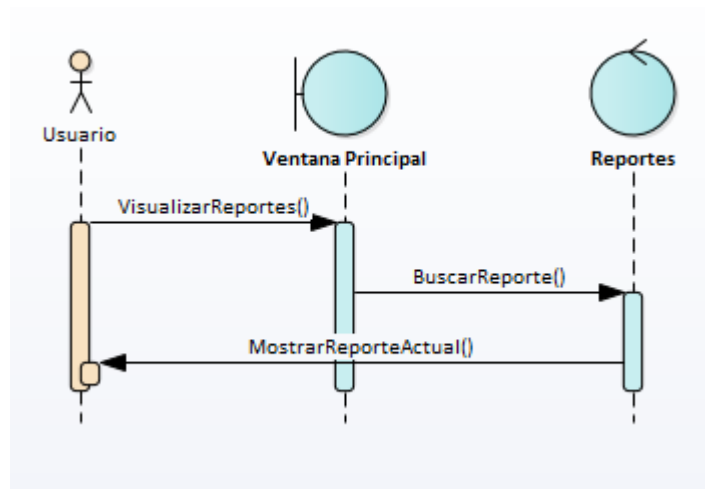 Usuario
Ventana Principal
Reportes
VisualizarReportes()
BuscarReporte()
MostrarReporteActual()